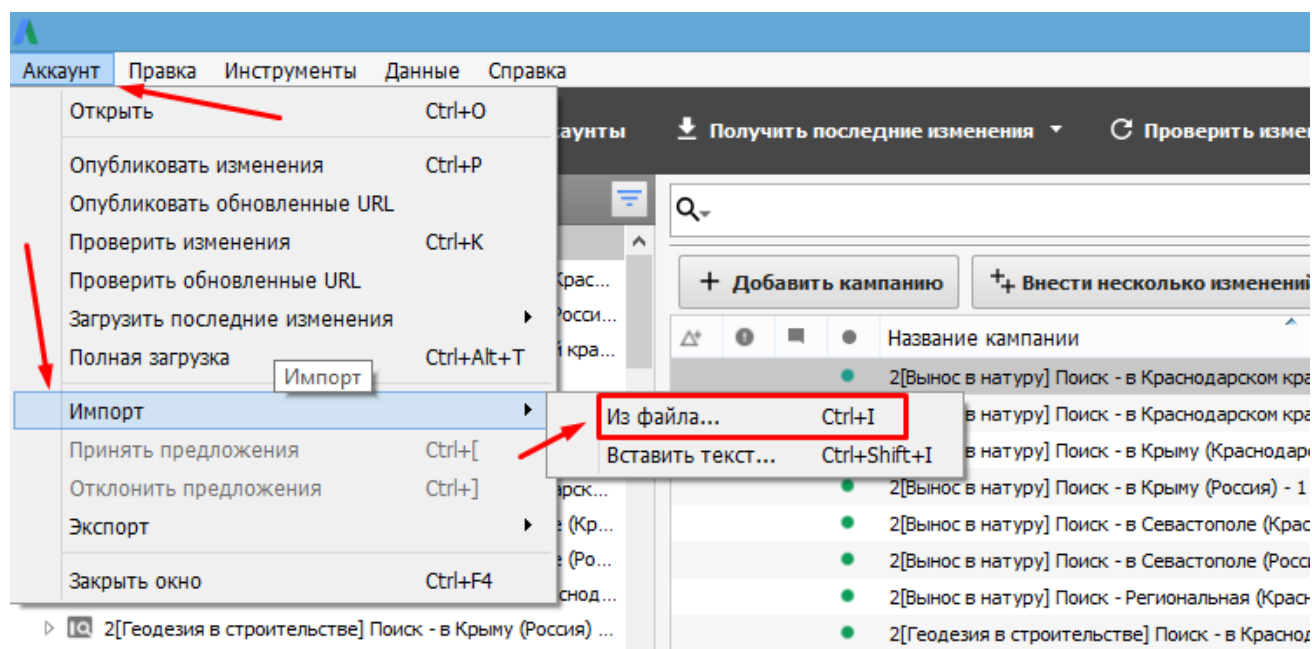 Аккаунт Правка Инструменты Данные Справка
Открыть Ctrl+O
Опубликовать изменения Ctrl+P
Опубликовать обновленные URL
Проверить изменения Ctrl+K
Проверить обновленные URL
Загрузить последние изменения
Полная загрузка Ctrl+Alt+T
Импорт
Импорт
Принять предложения Ctrl+[
Отклонить предложения Ctrl+]
Экспорт
Закрыть окно Ctrl+F4
Из файла... Ctrl+I
Вставить текст... Ctrl+Shift+I
аунты Получить последние изменения Проверить изме
Добавить кампанию Внести несколько изменений
Название кампании
2[Вынос в натуру] Поиск - в Краснодарском кра
в натуру] Поиск - в Краснодарском кра
в натуру] Поиск - в Крыму (Краснодар
2[Вынос в натуру] Поиск - в Крыму (Россия) - 1
2[Вынос в натуру] Поиск - в Севастополе (Крас
2[Вынос в натуру] Поиск - в Севастополе (Росс
2[Вынос в натуру] Поиск - Региональная (Красн
2[Геодезия в строительстве] Поиск - в Краснод
Крас...
Росси...
кра...
арск...
(Кр...
(Ро...
снод...
2[Геодезия в строительстве] Поиск - в Крыму (Россия) ...